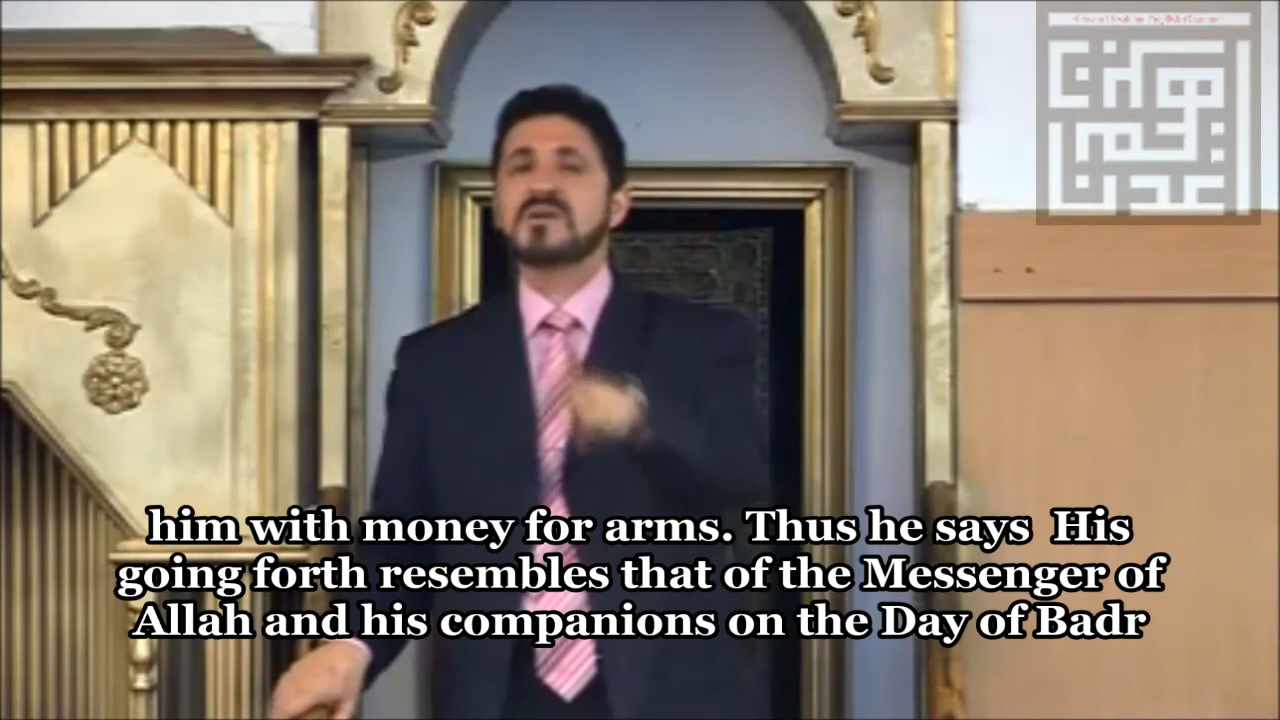 him with money for arms. Thus he says  His
going forth resembles that of the Messenger of
Allah and his companions on the Day of Badr